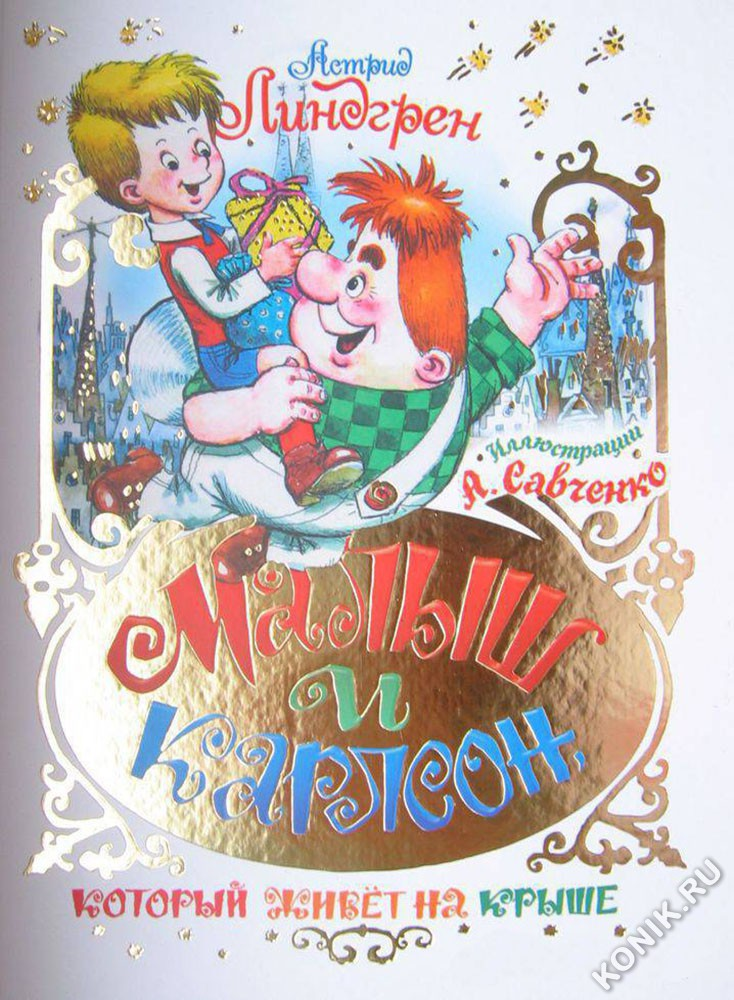 Астрид
Линдгрен
Иллюстрации
А. Савченко
Малыш
и
Карлсон,
который живёт на крыше
KONIK.RU